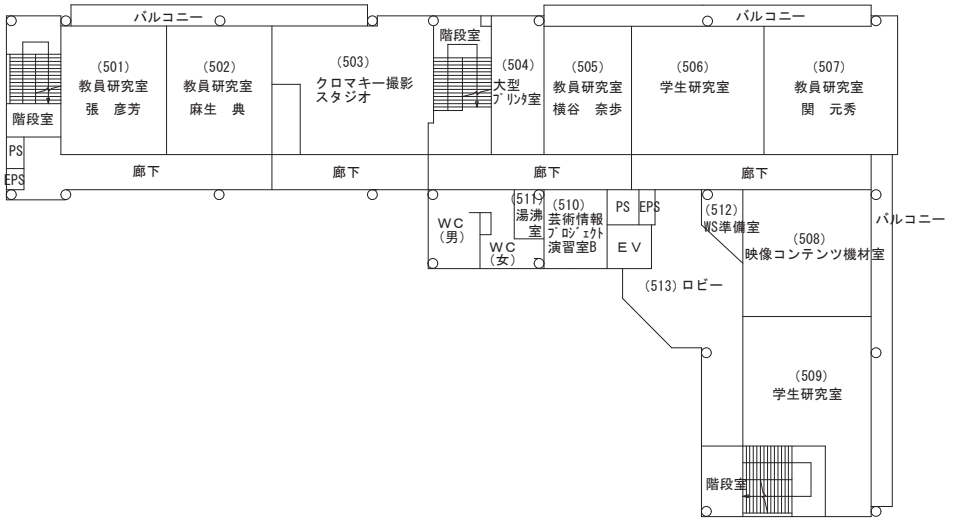 バルコニー
バルコニー
階段室
(501)
教員研究室
張 彦芳
(502)
教員研究室
麻生 典
(503)
クロマキー撮影
スタジオ
階段室
(504)
大型
プリンタ室
(505)
教員研究室
横谷 奈歩
(506)
学生研究室
(507)
教員研究室
関 元秀
PS
EPS
廊下
廊下
廊下
廊下
WC
(男)
WC
(女)
(511)
湯沸
室
(510)
芸術情報
プロジェクト
演習室B
PS
EPS
EV
(512)
WS準備室
(508)
映像コンテンツ機材室
バルコニー
(513)ロビー
(509)
学生研究室
階段室